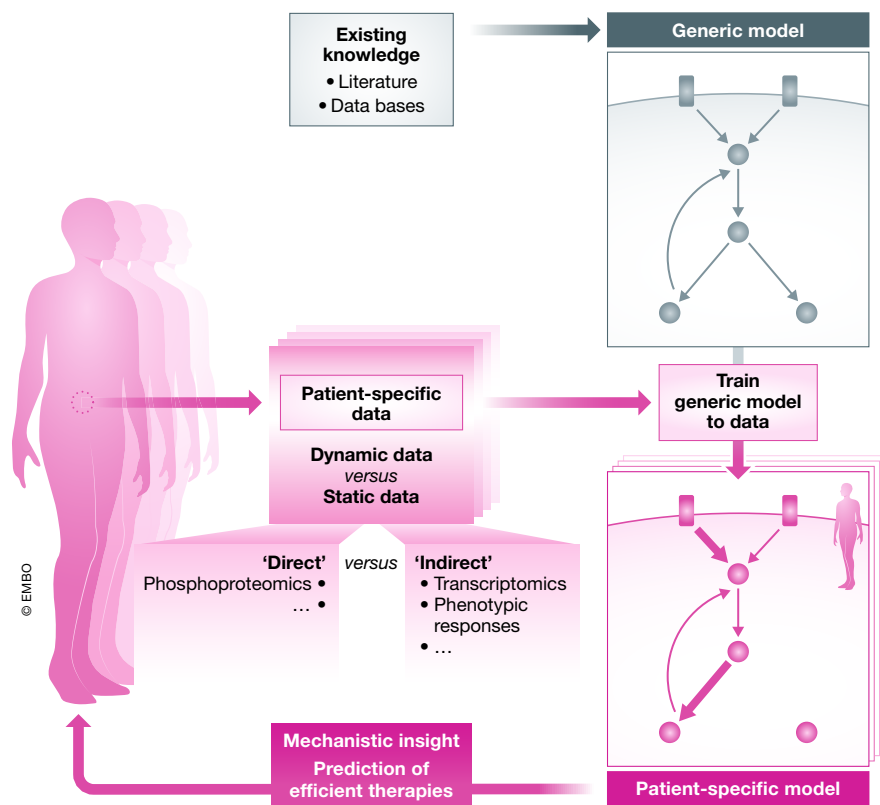 Existing
knowledge
• Literature
• Data bases
Generic model
Patient-specific
data
Dynamic data
versus
Static data
Train
generic model
to data
'Direct'
Phosphoproteomics •
... •
versus
'Indirect'
• Transcriptomics
• Phenotypic
responses
• ...
© EMBO
Mechanistic insight
Prediction of
efficient therapies
Patient-specific model